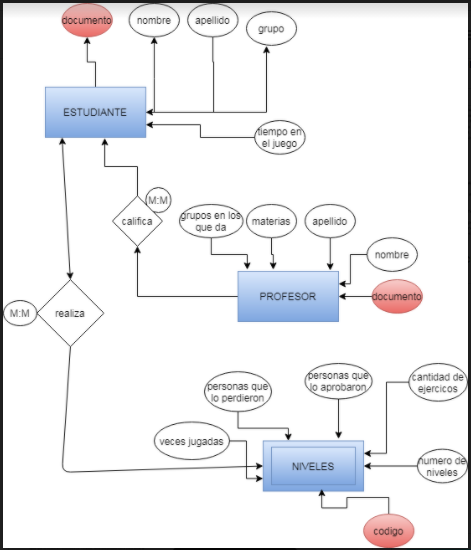 documento
nombre
apellido
grupo
ESTUDIANTE
tiempo en
el juego
M:M
califica
grupos en los
que da
materias
apellido
nombre
PROFESOR
documento
M:M
realiza
personas que
lo perdieron
personas que
lo aprobaron
cantidad de
ejercicos
veces jugadas
NIVELES
numero de
niveles
codigo